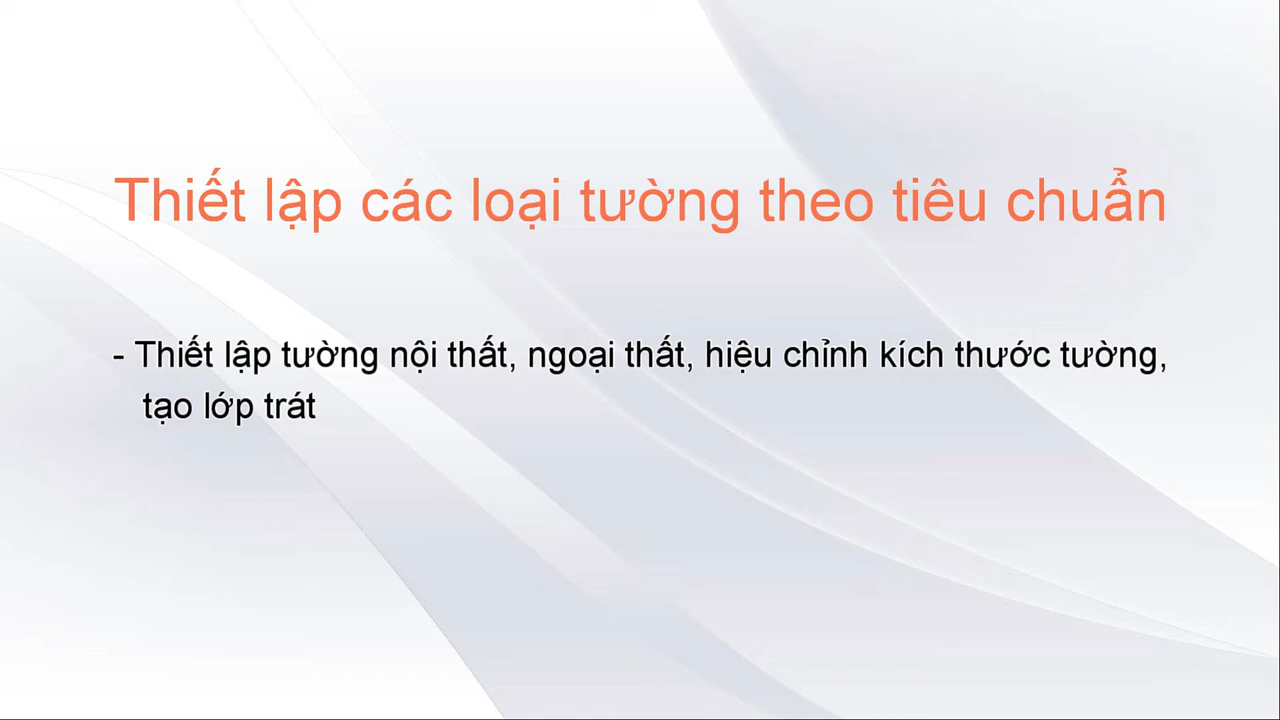 Thiết lập các loại tường theo tiêu chuẩn
- Thiết lập tường nội thất, ngoại thất, hiệu chỉnh kích thước tường,
tạo lớp trát